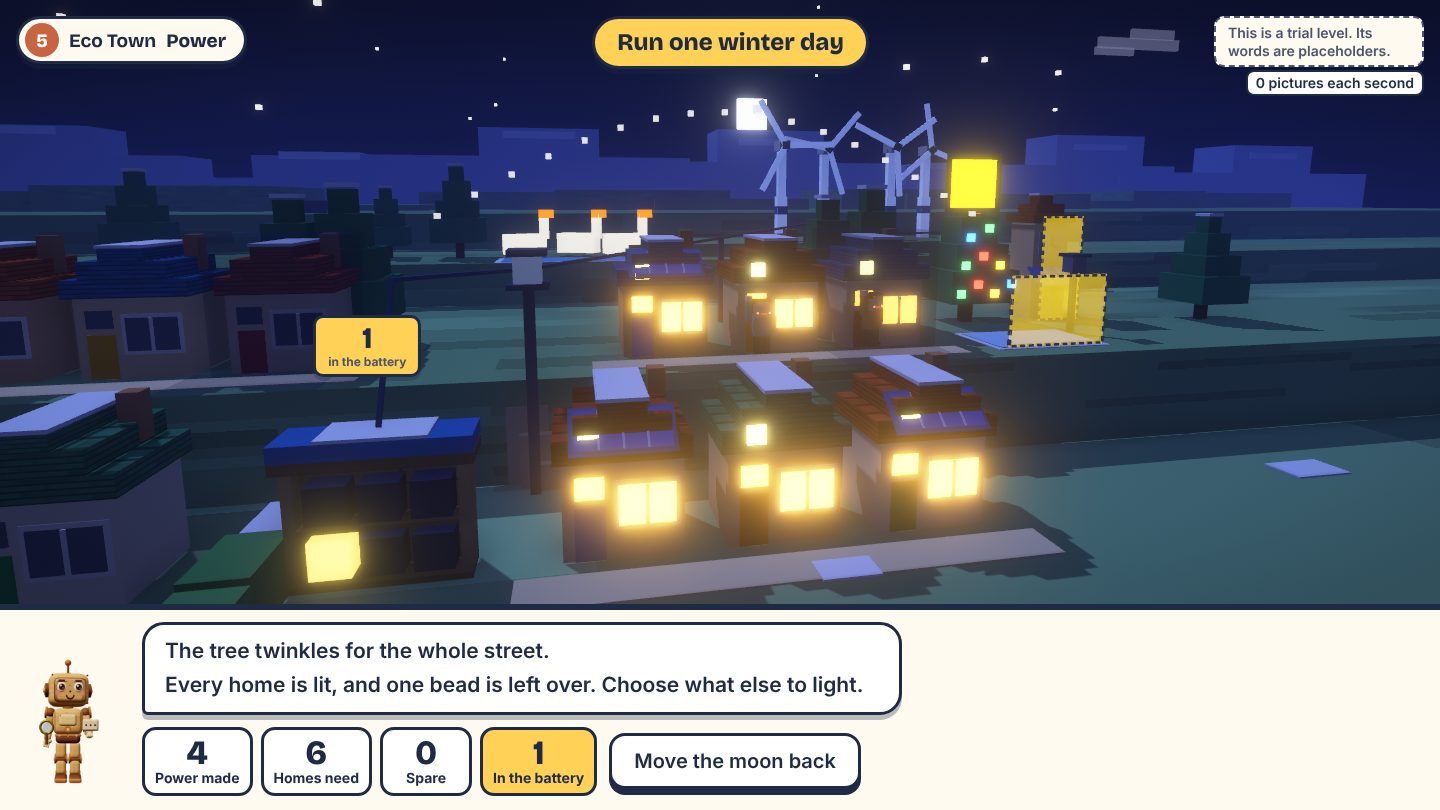 5 Eco Town Power
Run one winter day
This is a trial level. Its
words are placeholders.
0 pictures each second
1
in the battery
The tree twinkles for the whole street.
Every home is lit, and one bead is left over. Choose what else to light.
4
Power made
6
Homes need
0
Spare
1
In the battery
Move the moon back